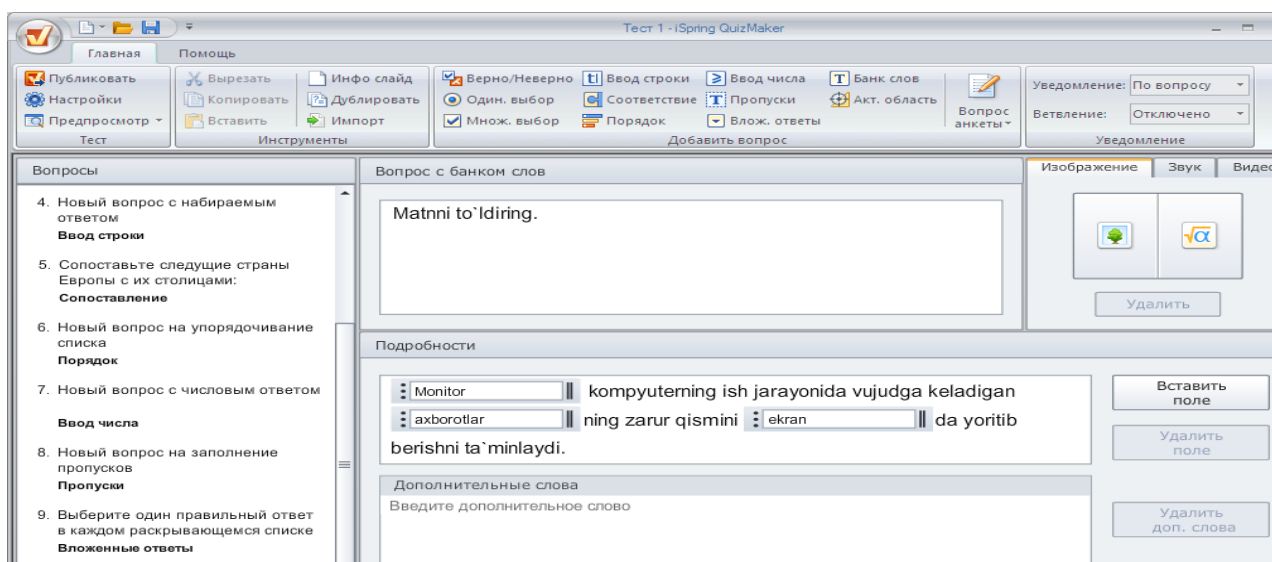 Тест 1 - iSpring QuizMaker
Главная Помощь
Публиковать Вырезать Инфо слайд Верно/Неверно Ввод строки Ввод числа Банк слов
Настройки Копировать Дублировать Один. выбор Соответствие Пропуски Акт. область
Предпросмотр Вставить Импорт Множ. выбор Порядок Влож. ответы
Вопрос
анкеты
Уведомление: По вопросу
Ветвление: Отключено
Тест Инструменты Добавить вопрос Уведомление
Вопросы
4. Новый вопрос с набираемым
ответом
Ввод строки
5. Сопоставьте следущие страны
Европы с их столицами:
Сопоставление
6. Новый вопрос на упорядочивание
списка
Порядок
7. Новый вопрос с числовым ответом
Ввод числа
8. Новый вопрос на заполнение
пропусков
Пропуски
9. Выберите один правильный ответ
в каждом раскрывающемся списке
Вложенные ответы
Вопрос с банком слов
Matnni to`ldiring.
Изображение Звук Видео
√α
Удалить
Подробности
Monitor kompyuterning ish jarayonida vujudga keladigan
axborotlar ning zarur qismini ekran da yoritib
berishni ta`minlaydi.
Вставить
поле
Удалить
поле
Дополнительные слова
Введите дополнительное слово
Удалить
доп. слова